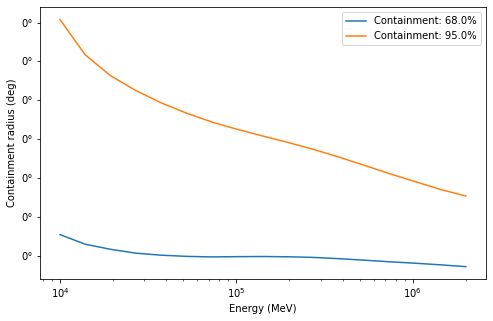 Containment: 68.0%
Containment: 95.0%
0°
0°
0°
0°
0°
0°
0°
Containment radius (deg)
10⁴
10⁵
10⁶
Energy (MeV)